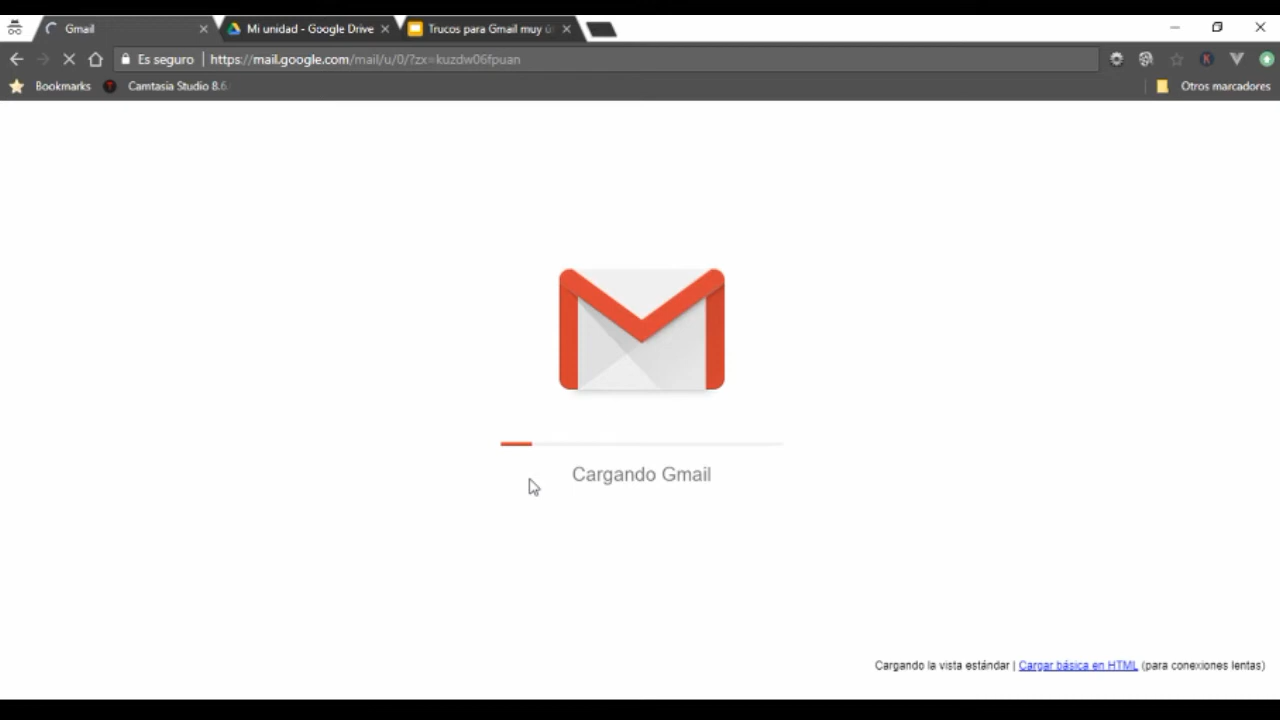 Gmail
Mi unidad - Google Drive
Trucos para Gmail muy ú
Es seguro
https://mail.google.com/mail/u/0/?zx=kuzdw06fpuan
Bookmarks
Camtasia Studio 8.6
Otros marcadores
Cargando Gmail
Cargando la vista estándar | Cargar básica en HTML (para conexiones lentas)